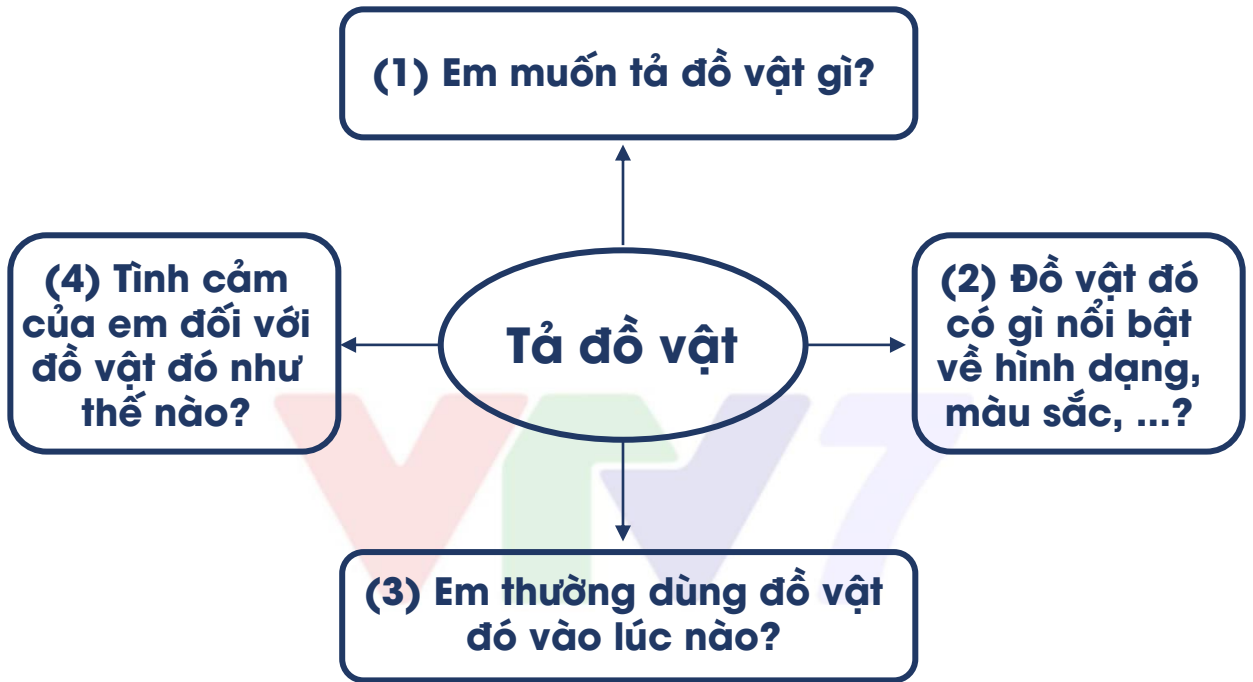 (1) Em muốn tả đồ vật gì?
(4) Tình cảm
của em đối với
đồ vật đó như
thế nào?
Tả đồ vật
(2) Đồ vật đó
có gì nổi bật
về hình dạng,
màu sắc, ...?
(3) Em thường dùng đồ vật
đó vào lúc nào?
VTV7